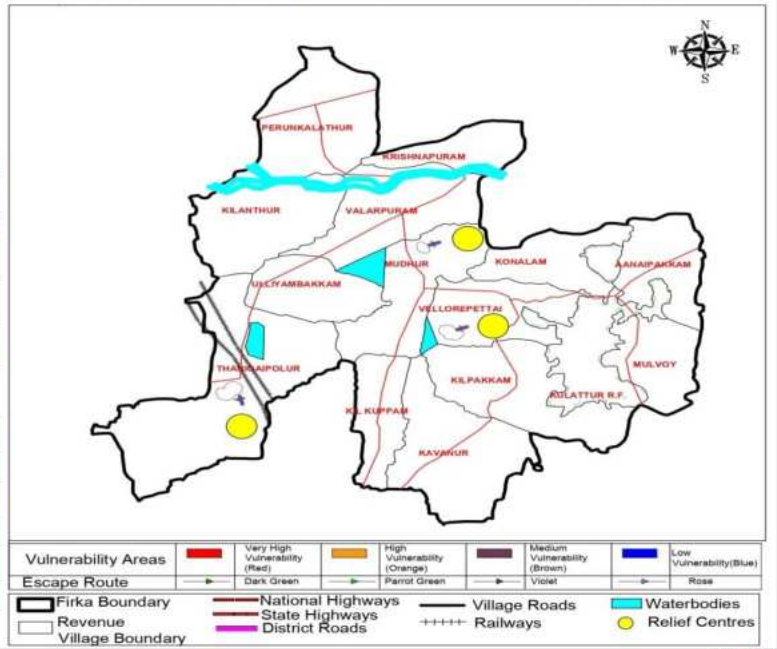 N
W E
S
PERUNKALATHUR
KRISHNAPURAM
KILANTHUR
VALARPURAM
MUDHUR
KONALAM
AANAIPAKKAM
ULLIYAMBAKKAM
VELLOREPETTAI
THANIGAIPOLUR
KILPAKKAM
MULVOY
KIL KUPPAM
KULATTUR R.F.
KAVANUR
Vulnerability Areas
Very High
Vulnerability
(Red)
High
Vulnerability
(Orange)
Medium
Vulnerability
(Brown)
Low
Vulnerability(Blue)
Escape Route
Dark Green
Parrot Green
Violet
Rose
Firka Boundary
Revenue
Village Boundary
National Highways
State Highways
District Roads
Village Roads
Railways
Waterbodies
Relief Centres